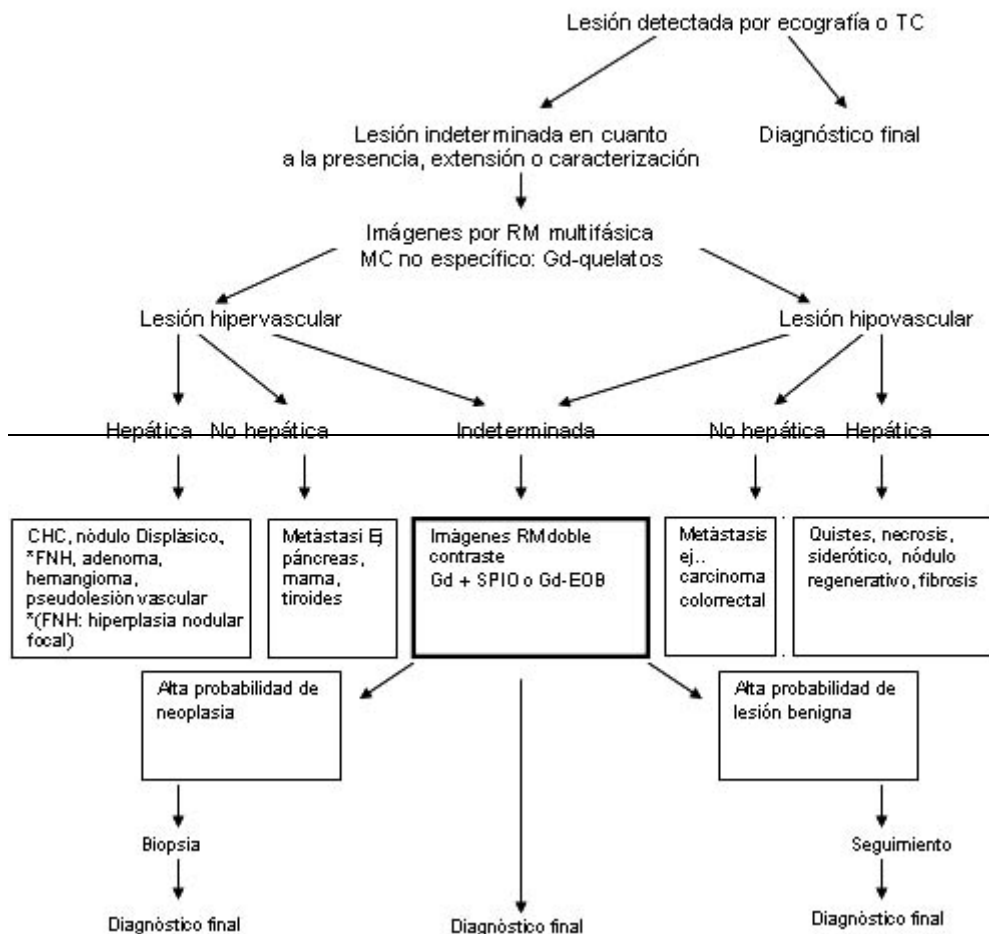 Lesión detectada por ecografía o TC
Lesión indeterminada en cuanto
a la presencia, extensión o caracterización
Diagnóstico final
Imágenes por RM multifásica
MC no específico: Gd-quelatos
Lesión hipervascular
Lesión hipovascular
Hepática
No hepática
Indeterminada
No hepática
Hepática
CHC, nódulo Displásico,
*FNH, adenoma,
hemangioma,
pseudolesión vascular
*(FNH: hiperplasia nodular
focal)
Metástasi Ej
páncreas,
mama,
tiroides
Imágenes RM doble
contraste
Gd + SPIO o Gd-EOB
Metástasis
ej..
carcinoma
colorrectal
Quistes, necrosis,
siderótico, nódulo
regenerativo, fibrosis
Alta probabilidad de
neoplasia
Alta probabilidad de
lesión benigna
Biopsia
Seguimiento
Diagnóstico final
Diagnóstico final
Diagnóstico final